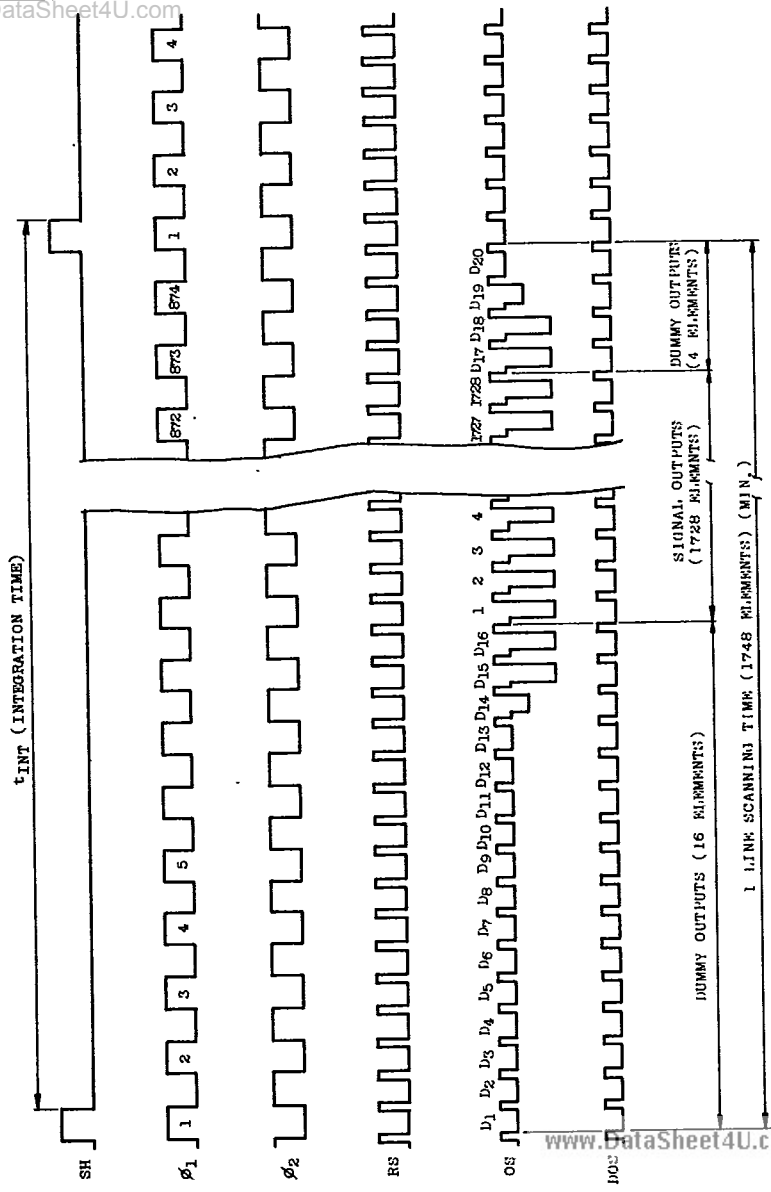 DataSheet4U.com
tINT (INTEGRATION TIME)
SH
ø1 1 2 3 4 5 872 873 874 1 2 3 4
ø2
RS
OS D1 D2 D3 D4 D5 D6 D7 D8 D9 D10 D11 D12 D13 D14 D15 D16 1 2 3 4 1727 1728 D17 D18 D19 D20
DOS
DUMMY OUTPUTS (16 ELEMENTS)
SIGNAL OUTPUTS
(1728 ELEMENTS)
DUMMY OUTPUTS
(4 ELEMENTS)
1 LINE SCANNING TIME (1748 ELEMENTS) (MIN.)
www.DataSheet4U.c